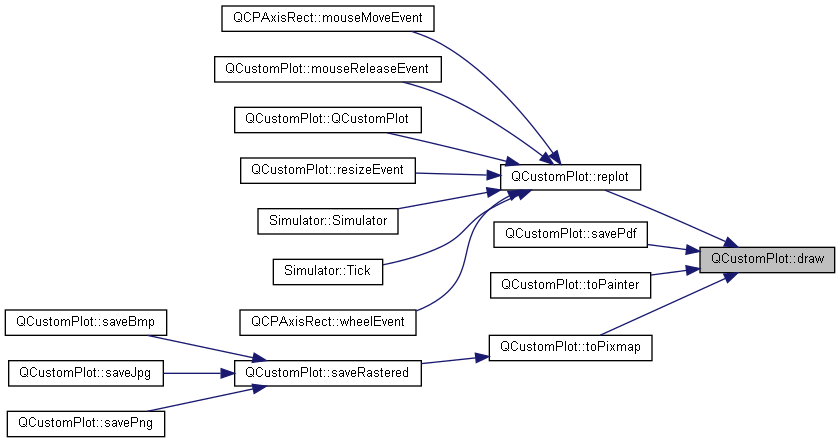 QCPAxisRect::mouseMoveEvent
QCustomPlot::mouseReleaseEvent
QCustomPlot::QCustomPlot
QCustomPlot::resizeEvent
QCustomPlot::replot
Simulator::Simulator
QCustomPlot::savePdf
QCustomPlot::draw
Simulator::Tick
QCustomPlot::toPainter
QCustomPlot::saveBmp
QCPAxisRect::wheelEvent
QCustomPlot::toPixmap
QCustomPlot::saveJpg
QCustomPlot::saveRastered
QCustomPlot::savePng